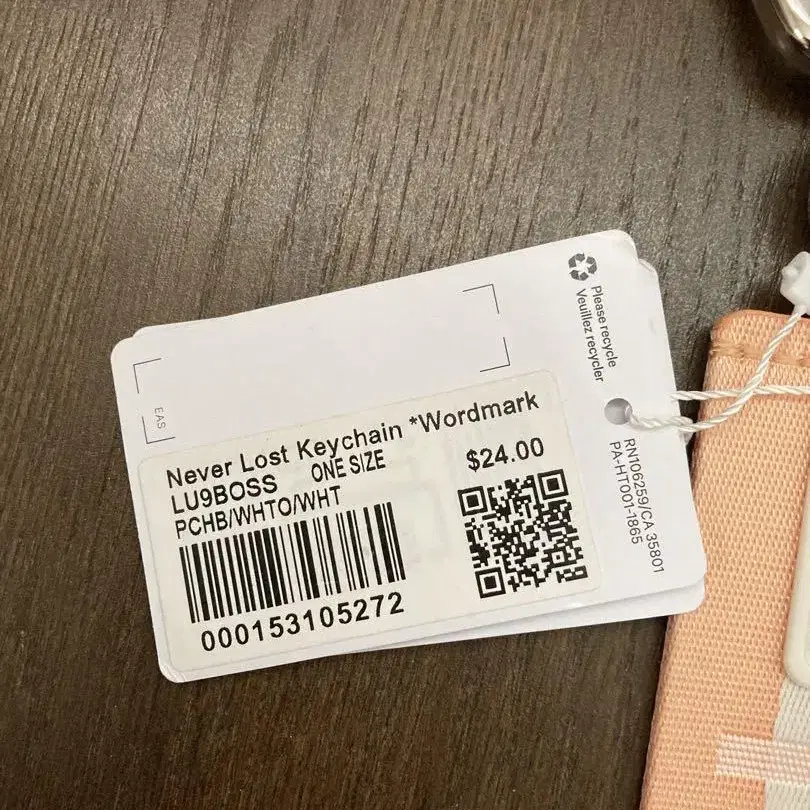 Please recycle
Veuillez recycler
EAS
Never Lost Keychain *Wordmark
LU9BOSS ONE SIZE $24.00
PCHB/WHTO/WHT
000153105272
RN106259/CA 35801
PA-HT001-1865